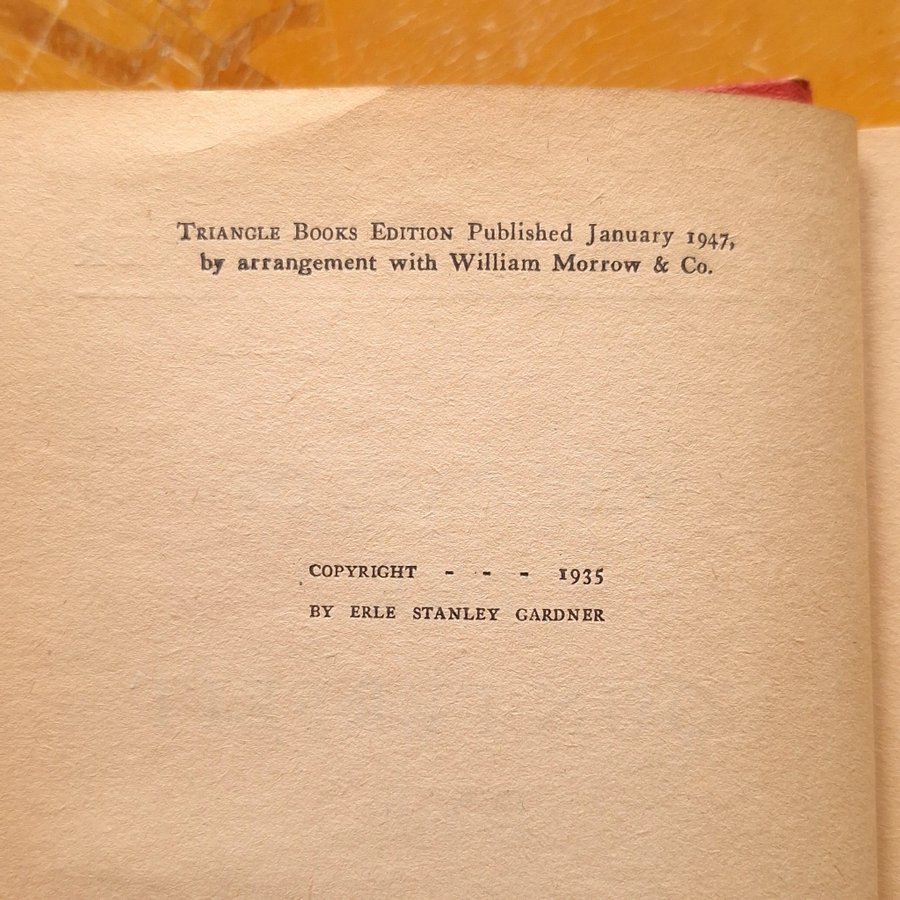 TRIANGLE BOOKS EDITION Published January 1947,
by arrangement with William Morrow & Co.
COPYRIGHT - - - 1935
BY ERLE STANLEY GARDNER